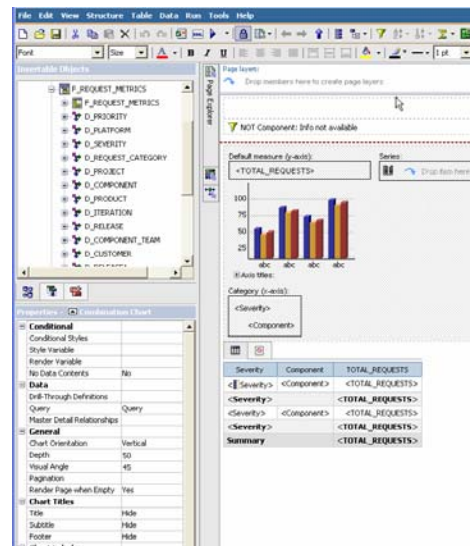 File Edit View Structure Table Data Run Tools Help
Font Size A B I U 1 pt
Insertable Objects
F_REQUEST_METRICS
F_REQUEST_METRICS
D_PRIORITY
D_PLATFORM
D_SEVERITY
D_REQUEST_CATEGORY
D_PROJECT
D_COMPONENT
D_PRODUCT
D_ITERATION
D_RELEASE
D_COMPONENT_TEAM
D_CUSTOMER
Properties - Combination Chart
Conditional
Conditional Styles
Style Variable
Render Variable
No Data Contents No
Data
Drill-Through Definitions
Query Query
Master Detail Relationships
General
Chart Orientation Vertical
Depth 50
Visual Angle 45
Pagination
Render Page when Empty Yes
Chart Titles
Title Hide
Subtitle Hide
Footer Hide
Page Explorer
Page layers:
Drop members here to create page layers
NOT Component: Info not available
Default measure (y-axis):
<TOTAL_REQUESTS>
Series:
Drop item here
100
75
50
25
abc abc abc abc
Axis titles:
Category (x-axis):
<Severity>
<Component>
Severity Component TOTAL_REQUESTS
<Severity> <Component> <TOTAL_REQUESTS>
<Severity> <TOTAL_REQUESTS>
<Severity> <Component> <TOTAL_REQUESTS>
<Severity> <TOTAL_REQUESTS>
Summary <TOTAL_REQUESTS>